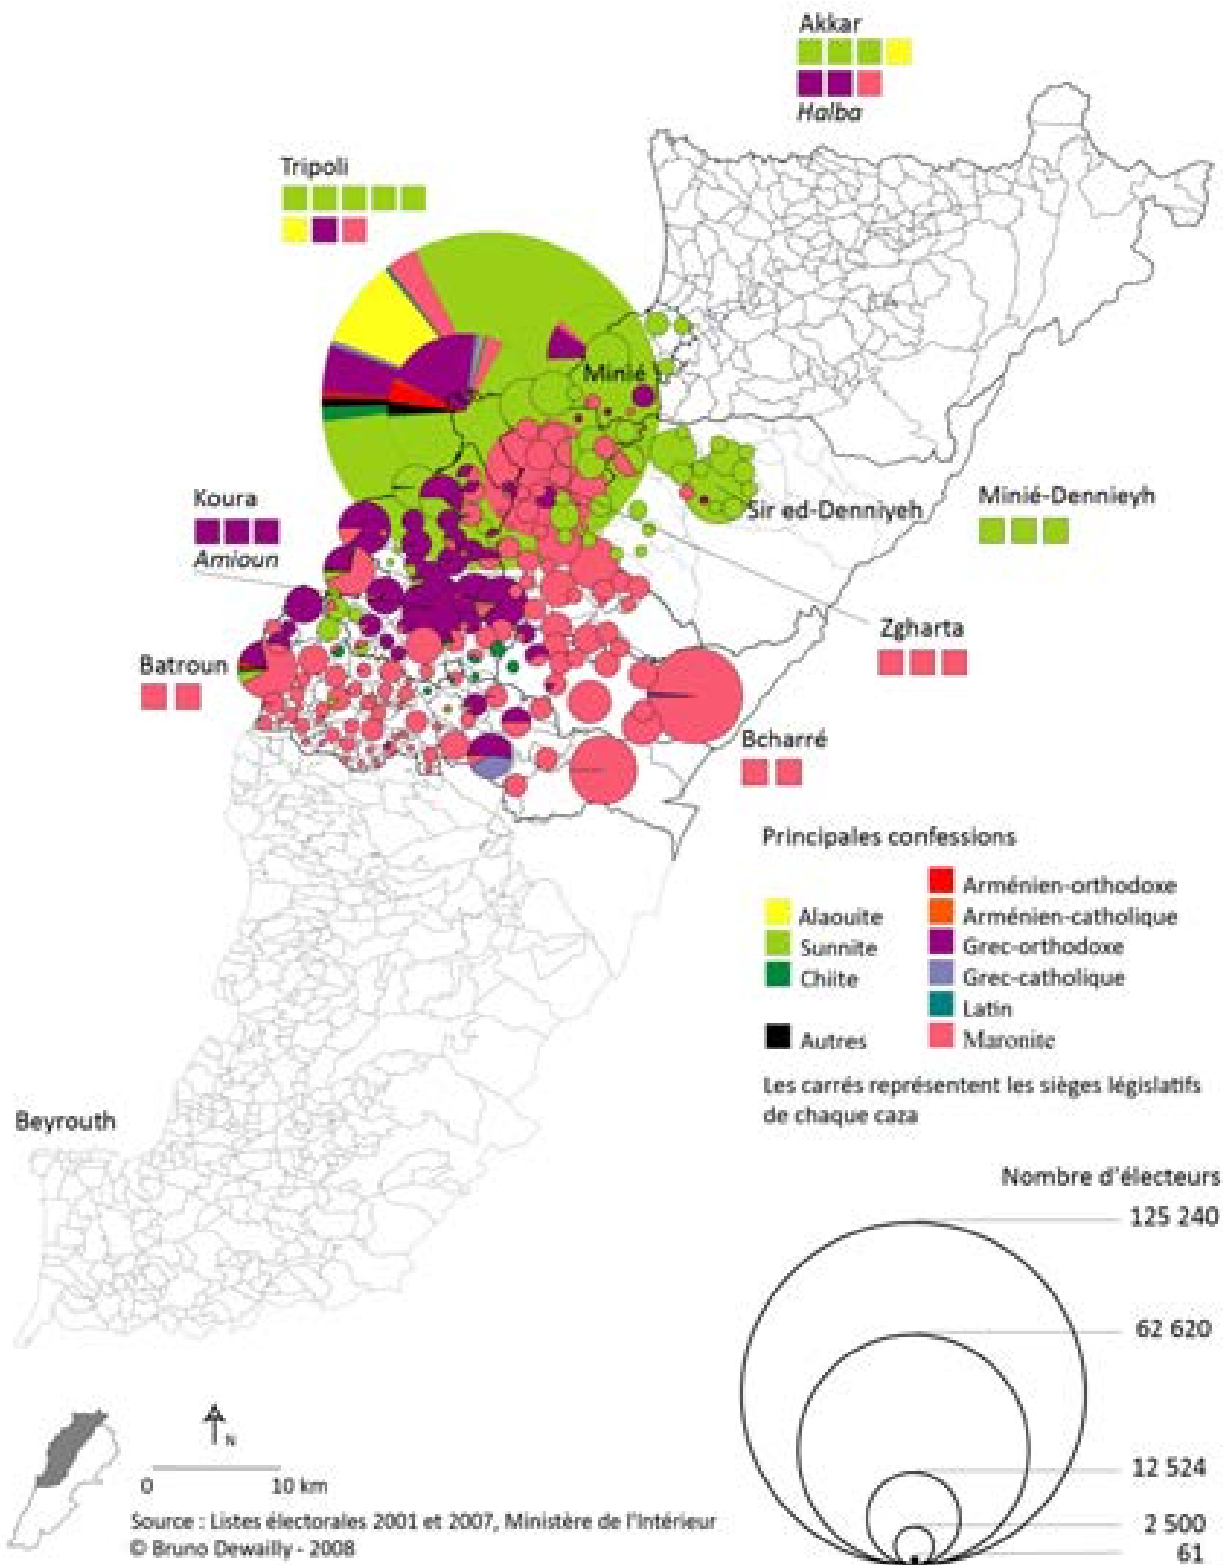 Akkar
Halba
Tripoli
Minié
Koura
Amioun
Sir ed-Denniyeh
Minié-Dennieyh
Zgharta
Batroun
Bcharré
Principales confessions
Alaouite
Sunnite
Chiite
Autres
Arménien-orthodoxe
Arménien-catholique
Grec-orthodoxe
Grec-catholique
Latin
Maronite
Les carrés représentent les sièges législatifs
de chaque caza
Beyrouth
Nombre d'électeurs
125 240
62 620
12 524
2 500
61
N
0 10 km
Source : Listes électorales 2001 et 2007, Ministère de l'Intérieur
© Bruno Dewailly - 2008